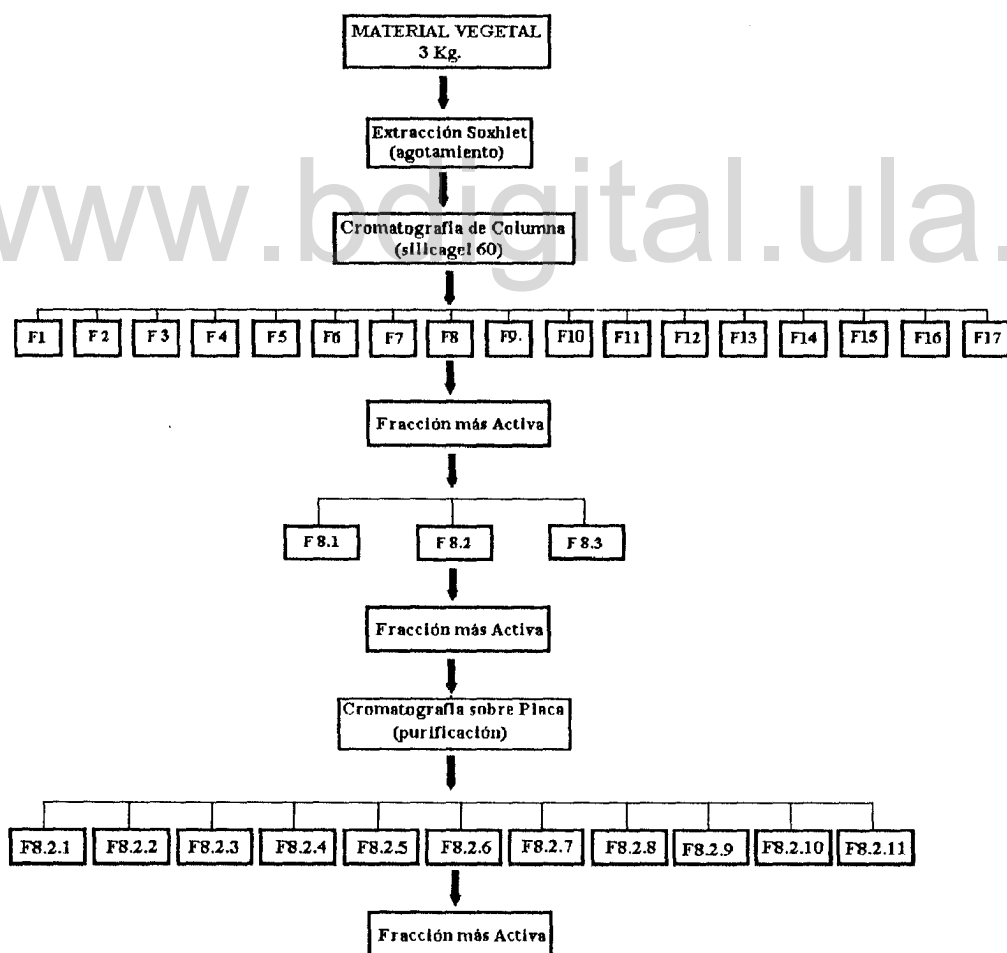 MATERIAL VEGETAL
3 Kg.
Extracción Soxhlet
(agotamiento)
www.bdigital.ula.
Cromatografía de Columna
(silicagel 60)
F1 F2 F3 F4 F5 F6 F7 F8 F9. F10 F11 F12 F13 F14 F15 F16 F17
Fracción más Activa
F 8.1 F 8.2 F 8.3
Fracción más Activa
Cromatografía sobre Placa
(purificación)
F8.2.1 F8.2.2 F8.2.3 F8.2.4 F8.2.5 F8.2.6 F8.2.7 F8.2.8 F8.2.9 F8.2.10 F8.2.11
Fracción más Activa